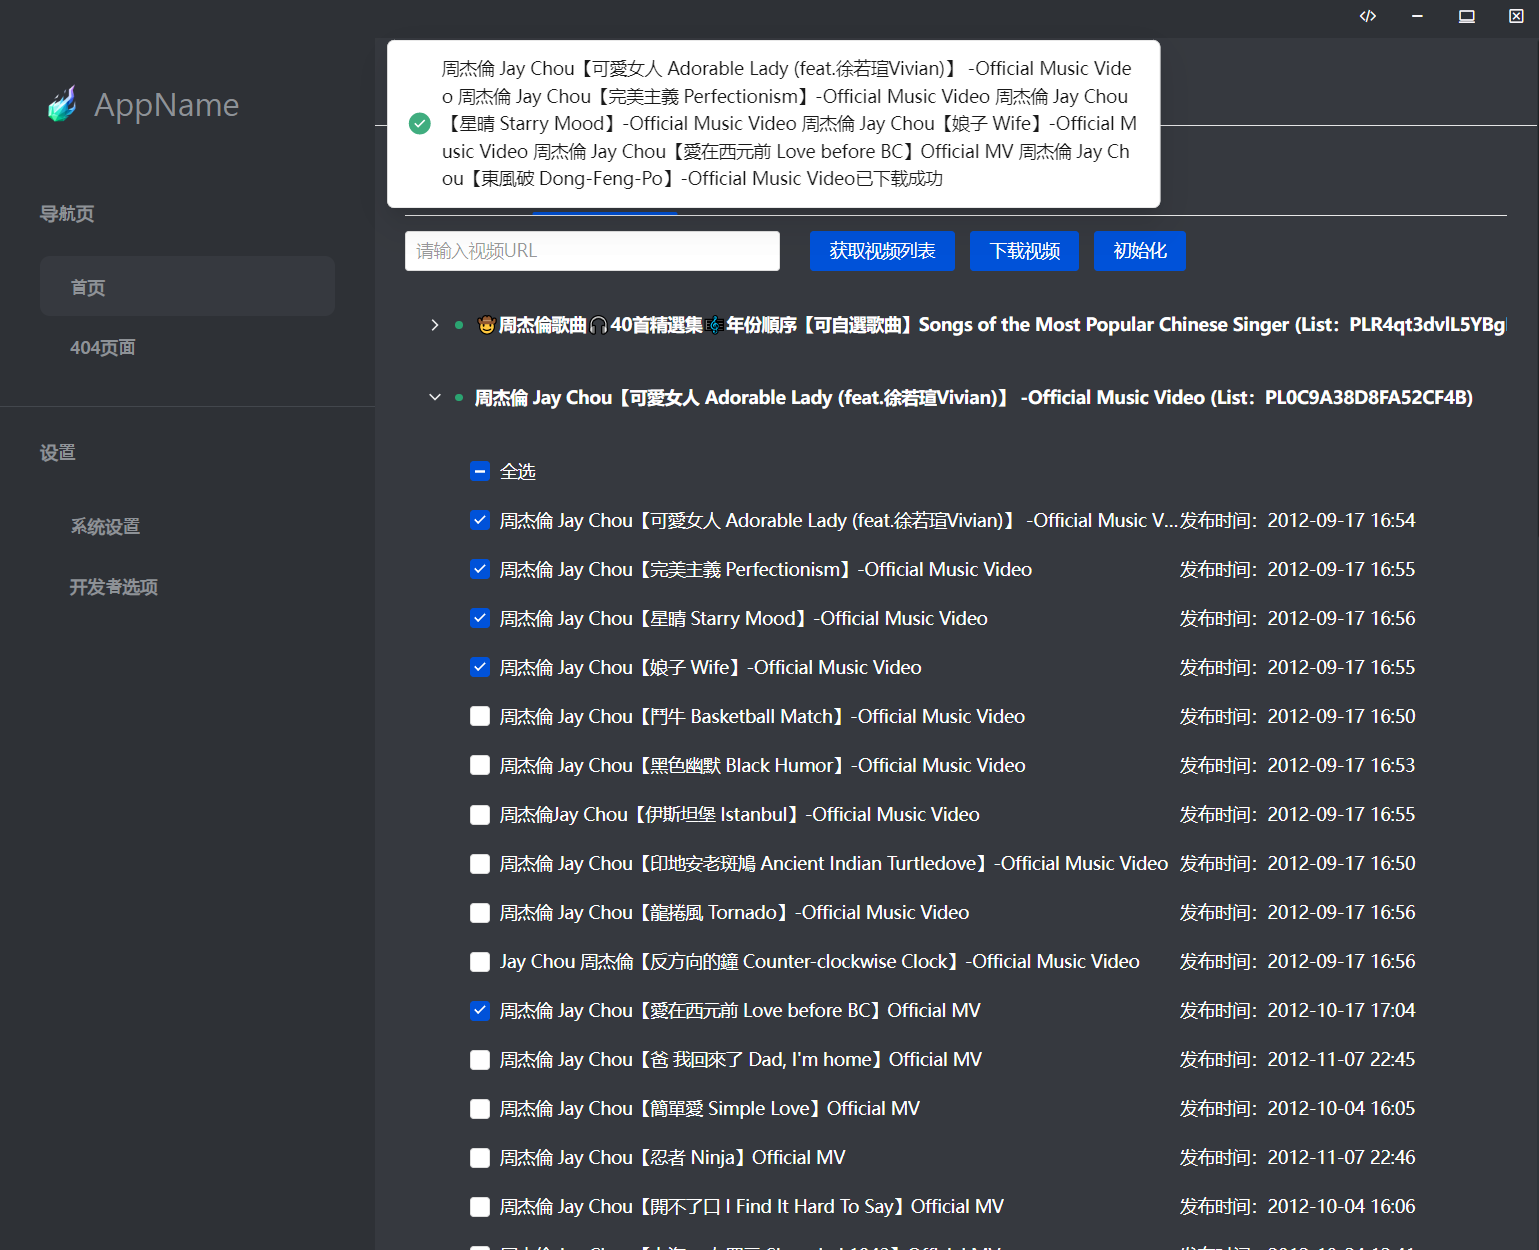 周杰倫 Jay Chou【可愛女人 Adorable Lady (feat.徐若瑄Vivian)】 -Official Music Vide
o 周杰倫 Jay Chou【完美主義 Perfectionism】-Official Music Video 周杰倫 Jay Chou
【星晴 Starry Mood】-Official Music Video 周杰倫 Jay Chou【娘子 Wife】-Official M
usic Video 周杰倫 Jay Chou【愛在西元前 Love before BC】Official MV 周杰倫 Jay Ch
ou【東風破 Dong-Feng-Po】-Official Music Video已下载成功
AppName
导航页
首页
404页面
设置
系统设置
开发者选项
请输入视频URL
获取视频列表
下载视频
初始化
🤠周杰倫歌曲🎧40首精選集🎼年份順序【可自選歌曲】Songs of the Most Popular Chinese Singer (List：PLR4qt3dvlL5YBg
周杰倫 Jay Chou【可愛女人 Adorable Lady (feat.徐若瑄Vivian)】 -Official Music Video (List：PL0C9A38D8FA52CF4B)
全选
周杰倫 Jay Chou【可愛女人 Adorable Lady (feat.徐若瑄Vivian)】 -Official Music V... 发布时间：2012-09-17 16:54
周杰倫 Jay Chou【完美主義 Perfectionism】-Official Music Video 发布时间：2012-09-17 16:55
周杰倫 Jay Chou【星晴 Starry Mood】-Official Music Video 发布时间：2012-09-17 16:56
周杰倫 Jay Chou【娘子 Wife】-Official Music Video 发布时间：2012-09-17 16:55
周杰倫 Jay Chou【鬥牛 Basketball Match】-Official Music Video 发布时间：2012-09-17 16:50
周杰倫 Jay Chou【黑色幽默 Black Humor】-Official Music Video 发布时间：2012-09-17 16:53
周杰倫Jay Chou【伊斯坦堡 Istanbul】-Official Music Video 发布时间：2012-09-17 16:55
周杰倫 Jay Chou【印地安老斑鳩 Ancient Indian Turtledove】-Official Music Video 发布时间：2012-09-17 16:50
周杰倫 Jay Chou【龍捲風 Tornado】-Official Music Video 发布时间：2012-09-17 16:56
Jay Chou 周杰倫【反方向的鐘 Counter-clockwise Clock】-Official Music Video 发布时间：2012-09-17 16:56
周杰倫 Jay Chou【愛在西元前 Love before BC】Official MV 发布时间：2012-10-17 17:04
周杰倫 Jay Chou【爸 我回來了 Dad, I'm home】Official MV 发布时间：2012-11-07 22:45
周杰倫 Jay Chou【簡單愛 Simple Love】Official MV 发布时间：2012-10-04 16:05
周杰倫 Jay Chou【忍者 Ninja】Official MV 发布时间：2012-11-07 22:46
周杰倫 Jay Chou【開不了口 I Find It Hard To Say】Official MV 发布时间：2012-10-04 16:06